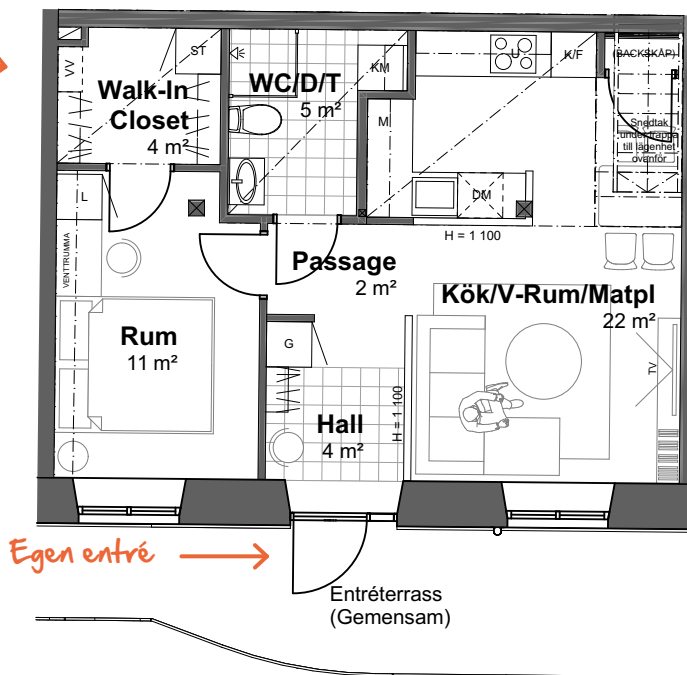 ST
U
K/F
(BACKSKÅP)
VV
WC/D/T
5 m²
KM
Walk-In
Closet
4 m²
M
Snedtak
under trappa
till lägenhet
ovanför
L
DM
H = 1 100
VENTTRUMMA
Passage
2 m²
Kök/V-Rum/Matpl
22 m²
Rum
11 m²
G
TV
Hall
4 m²
H = 1 100
Egen entré
Entréterrass
(Gemensam)